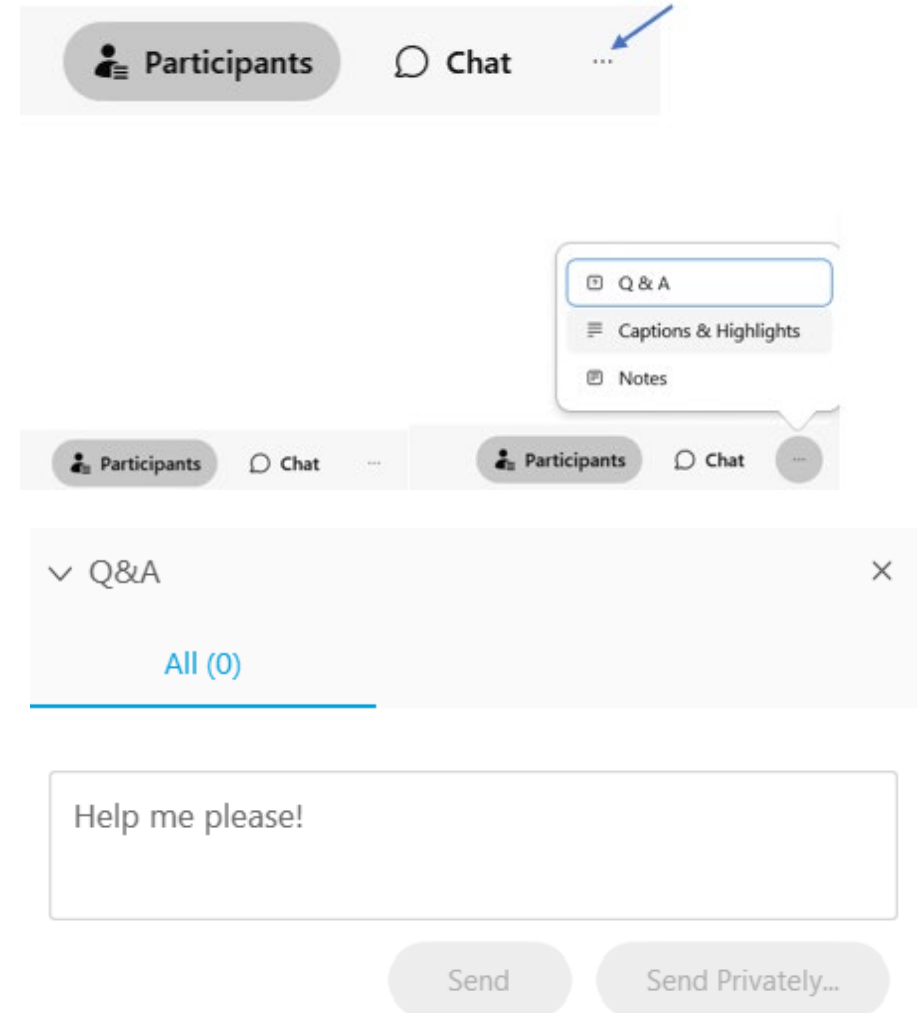 Participants Chat ...
Q & A
Captions & Highlights
Notes
Participants Chat ... Participants Chat ...
Q&A
All (0)
Help me please!
Send Send Privately...